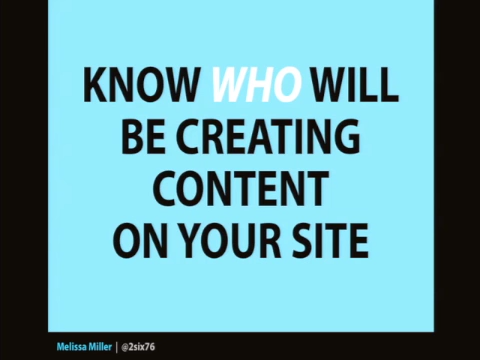 KNOW WHO WILL
BE CREATING
CONTENT
ON YOUR SITE
Melissa Miller | @2six76